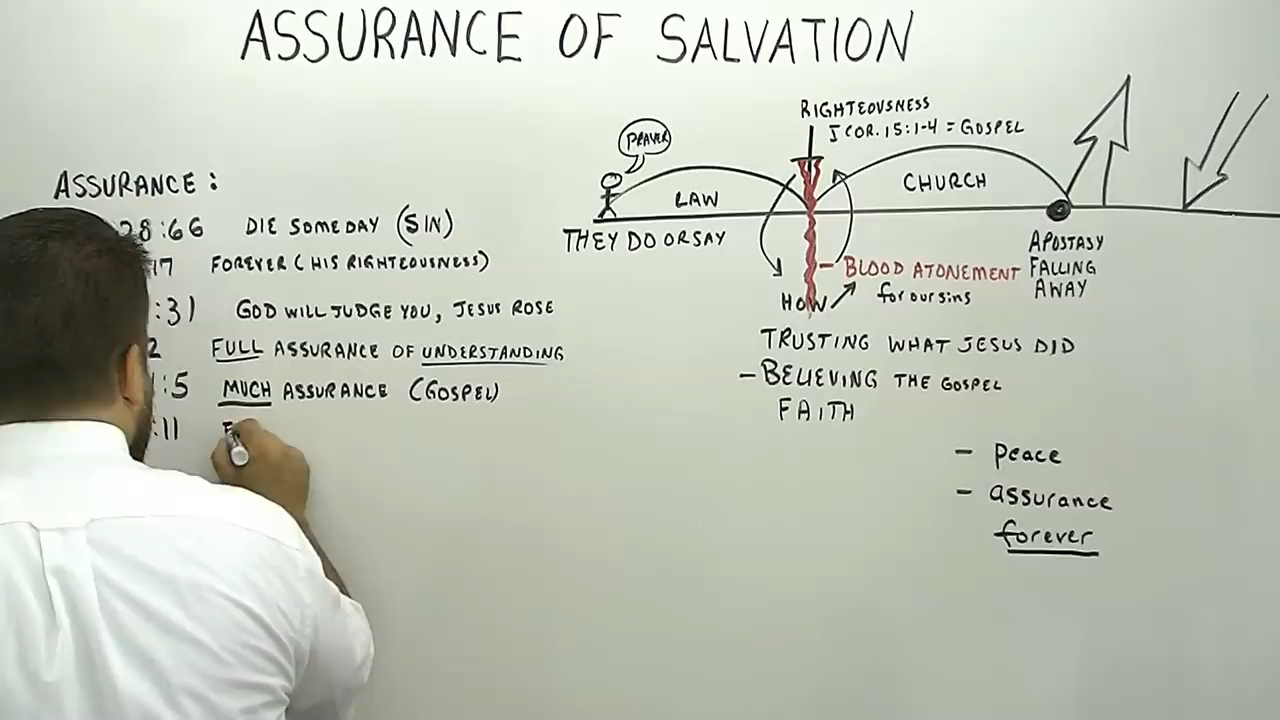 ASSURANCE OF SALVATION
ASSURANCE:
28:66 DIE SOMEDAY (SIN)
17 FOREVER (HIS RIGHTEOUSNESS)
:31 GOD WILL JUDGE YOU, JESUS ROSE
2 FULL ASSURANCE OF UNDERSTANDING
:5 MUCH ASSURANCE (GOSPEL)
:11 F
PRAYER
LAW
THEY DO OR SAY
RIGHTEOUSNESS
I COR. 15:1-4 = GOSPEL
CHURCH
- BLOOD ATONEMENT
for our sins
HOW
APOSTASY
FALLING
AWAY
TRUSTING WHAT JESUS DID
- BELIEVING THE GOSPEL
FAITH
- peace
- assurance
forever